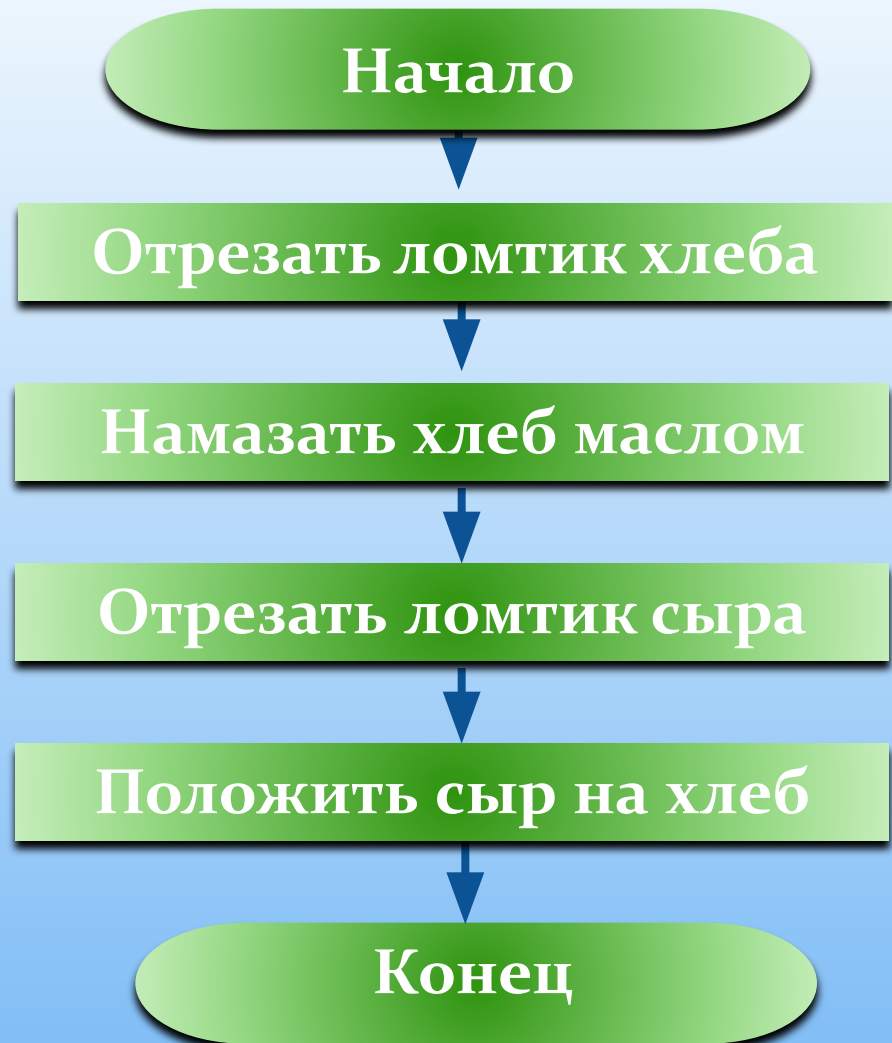 Начало
Отрезать ломтик хлеба
Намазать хлеб маслом
Отрезать ломтик сыра
Положить сыр на хлеб
Конец